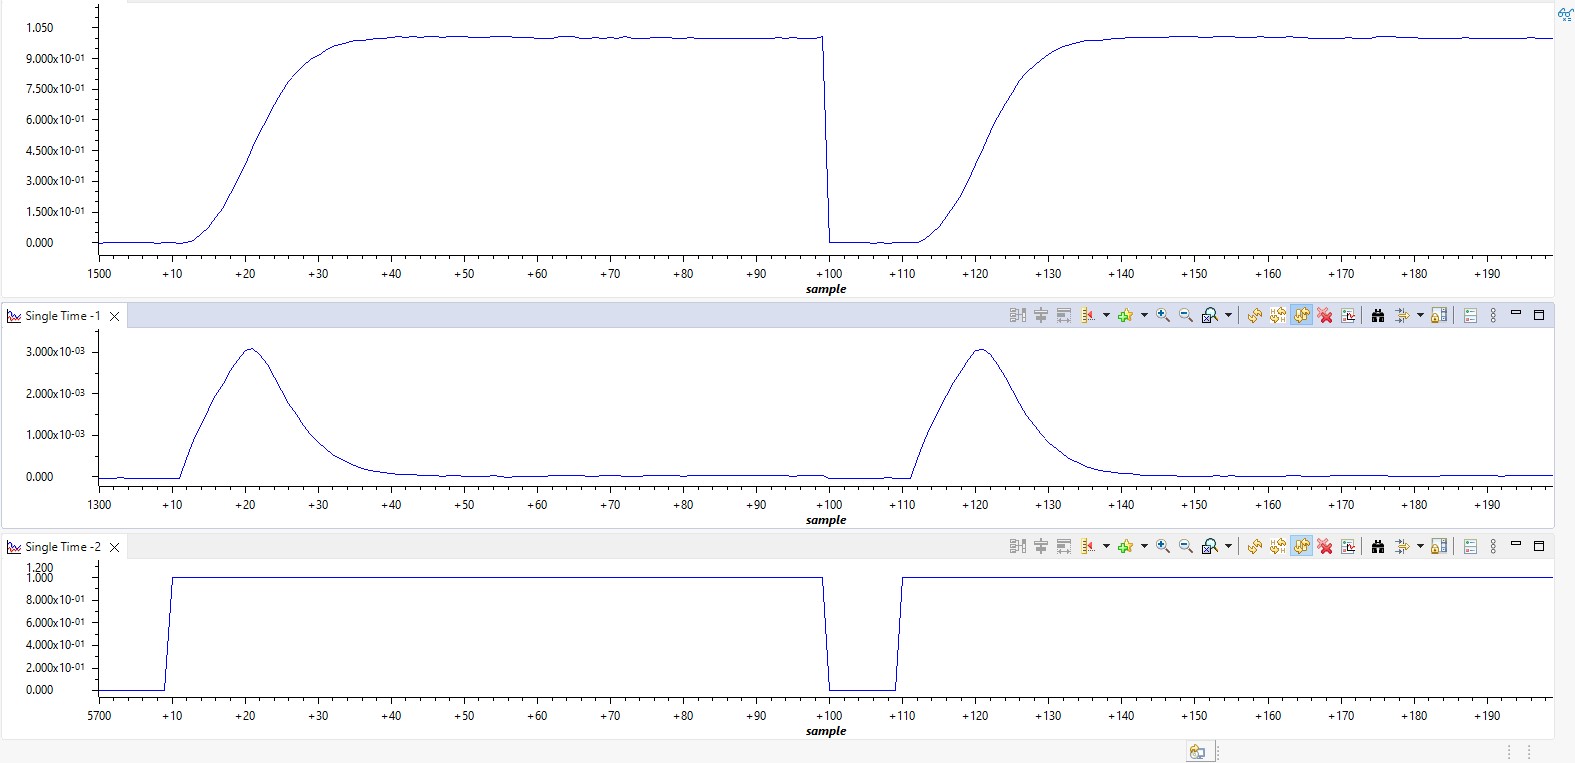 1.050
9.000x10-01
7.500x10-01
6.000x10-01
4.500x10-01
3.000x10-01
1.500x10-01
0.000
1500 +10 +20 +30 +40 +50 +60 +70 +80 +90 +100 +110 +120 +130 +140 +150 +160 +170 +180 +190
sample
Single Time -1
3.000x10-03
2.000x10-03
1.000x10-03
0.000
1300 +10 +20 +30 +40 +50 +60 +70 +80 +90 +100 +110 +120 +130 +140 +150 +160 +170 +180 +190
sample
Single Time -2
1.200
1.000
8.000x10-01
6.000x10-01
4.000x10-01
2.000x10-01
0.000
5700 +10 +20 +30 +40 +50 +60 +70 +80 +90 +100 +110 +120 +130 +140 +150 +160 +170 +180 +190
sample